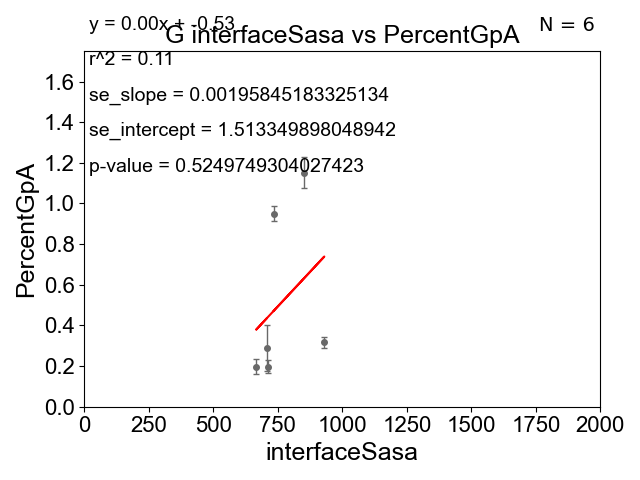 y = 0.00x + -0.53
N = 6
G interfaceSasa vs PercentGpA
r^2 = 0.11
se_slope = 0.00195845183325134
se_intercept = 1.513349898048942
p-value = 0.5249749304027423
PercentGpA
1.6
1.4
1.2
1.0
0.8
0.6
0.4
0.2
0.0
0 250 500 750 1000 1250 1500 1750 2000
interfaceSasa